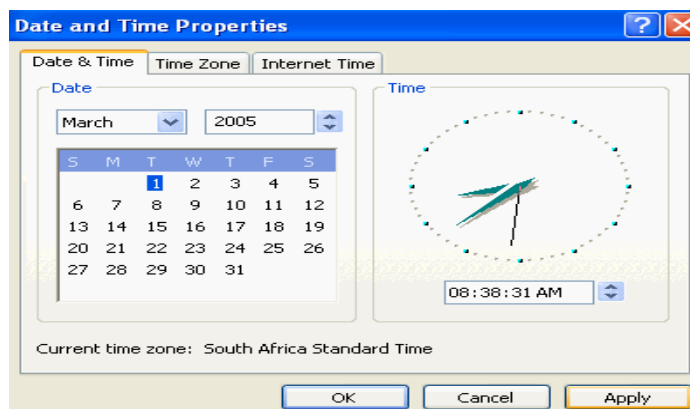 Date and Time Properties
Date & Time Time Zone Internet Time
Date
March 2005
S M T W T F S
1 2 3 4 5
6 7 8 9 10 11 12
13 14 15 16 17 18 19
20 21 22 23 24 25 26
27 28 29 30 31
Time
08:38:31 AM
Current time zone: South Africa Standard Time
OK Cancel Apply